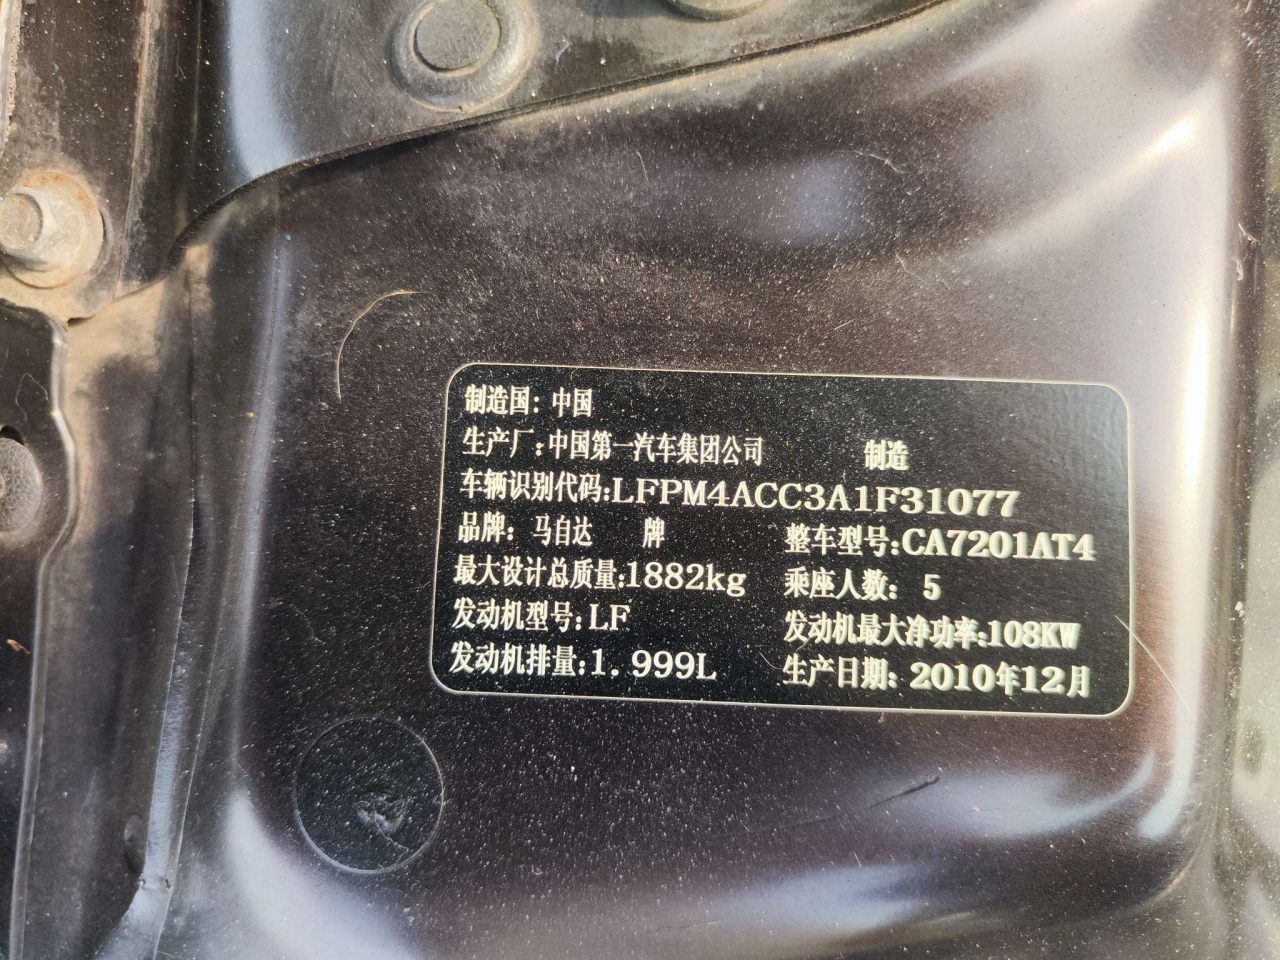 制造国: 中国
生产厂:中国第一汽车集团公司 制造
车辆识别代码:LFPM4ACC3A1F31077
品牌: 马自达 牌 整车型号:CA7201AT4
最大设计总质量:1882kg 乘座人数: 5
发动机型号:LF 发动机最大净功率:108KW
发动机排量:1.999L 生产日期: 2010年12月